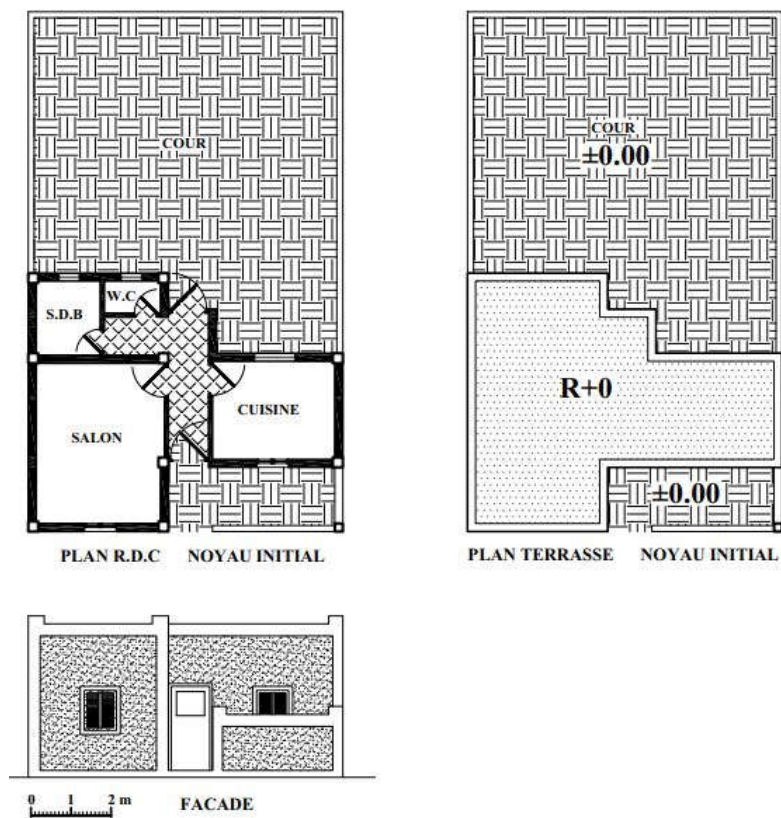 COUR
W.C
S.D.B
SALON
CUISINE
PLAN R.D.C NOYAU INITIAL
COUR
±0.00
R+0
±0.00
PLAN TERRASSE NOYAU INITIAL
0 1 2 m
FACADE